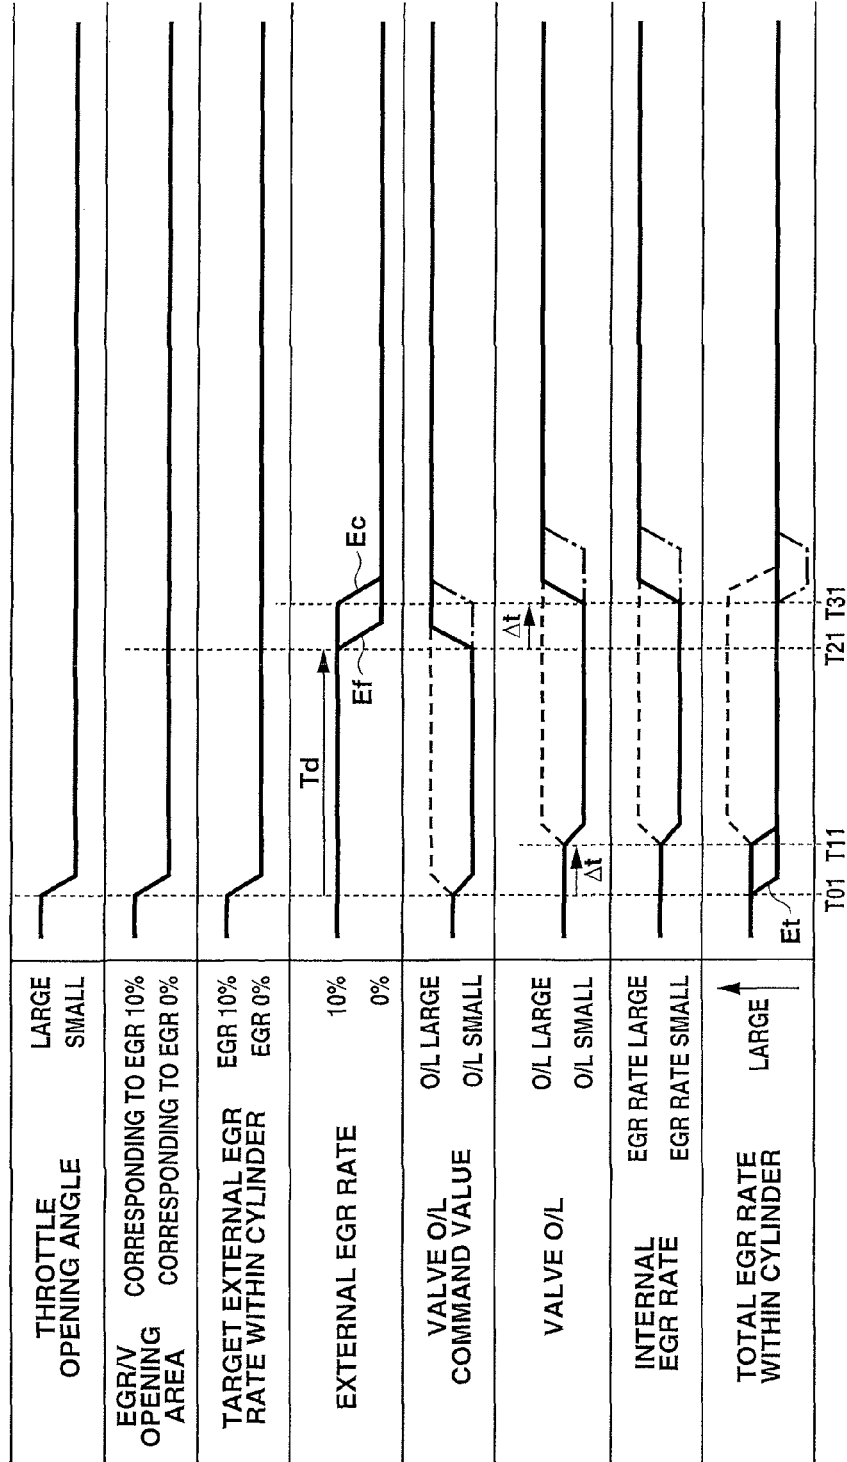 THROTTLE
OPENING ANGLE
LARGE
SMALL
EGR/V
OPENING
AREA
CORRESPONDING TO EGR 10%
CORRESPONDING TO EGR 0%
TARGET EXTERNAL EGR
RATE WITHIN CYLINDER
EGR 10%
EGR 0%
EXTERNAL EGR RATE
10%
0%
Td
Ef
Ec
VALVE O/L
COMMAND VALUE
O/L LARGE
O/L SMALL
VALVE O/L
O/L LARGE
O/L SMALL
Δt
Δt
INTERNAL
EGR RATE
EGR RATE LARGE
EGR RATE SMALL
TOTAL EGR RATE
WITHIN CYLINDER
LARGE
Et
T01 T11 T21 T31